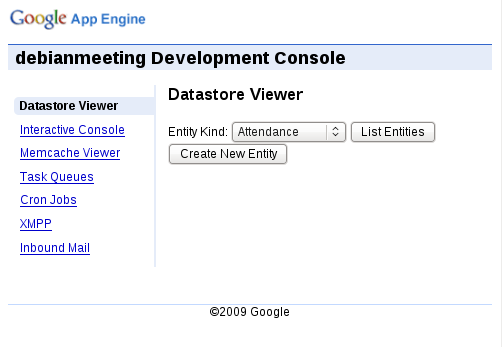 Google App Engine
debianmeeting Development Console
Datastore Viewer
Interactive Console
Memcache Viewer
Task Queues
Cron Jobs
XMPP
Inbound Mail
Datastore Viewer
Entity Kind: Attendance List Entities
Create New Entity
©2009 Google